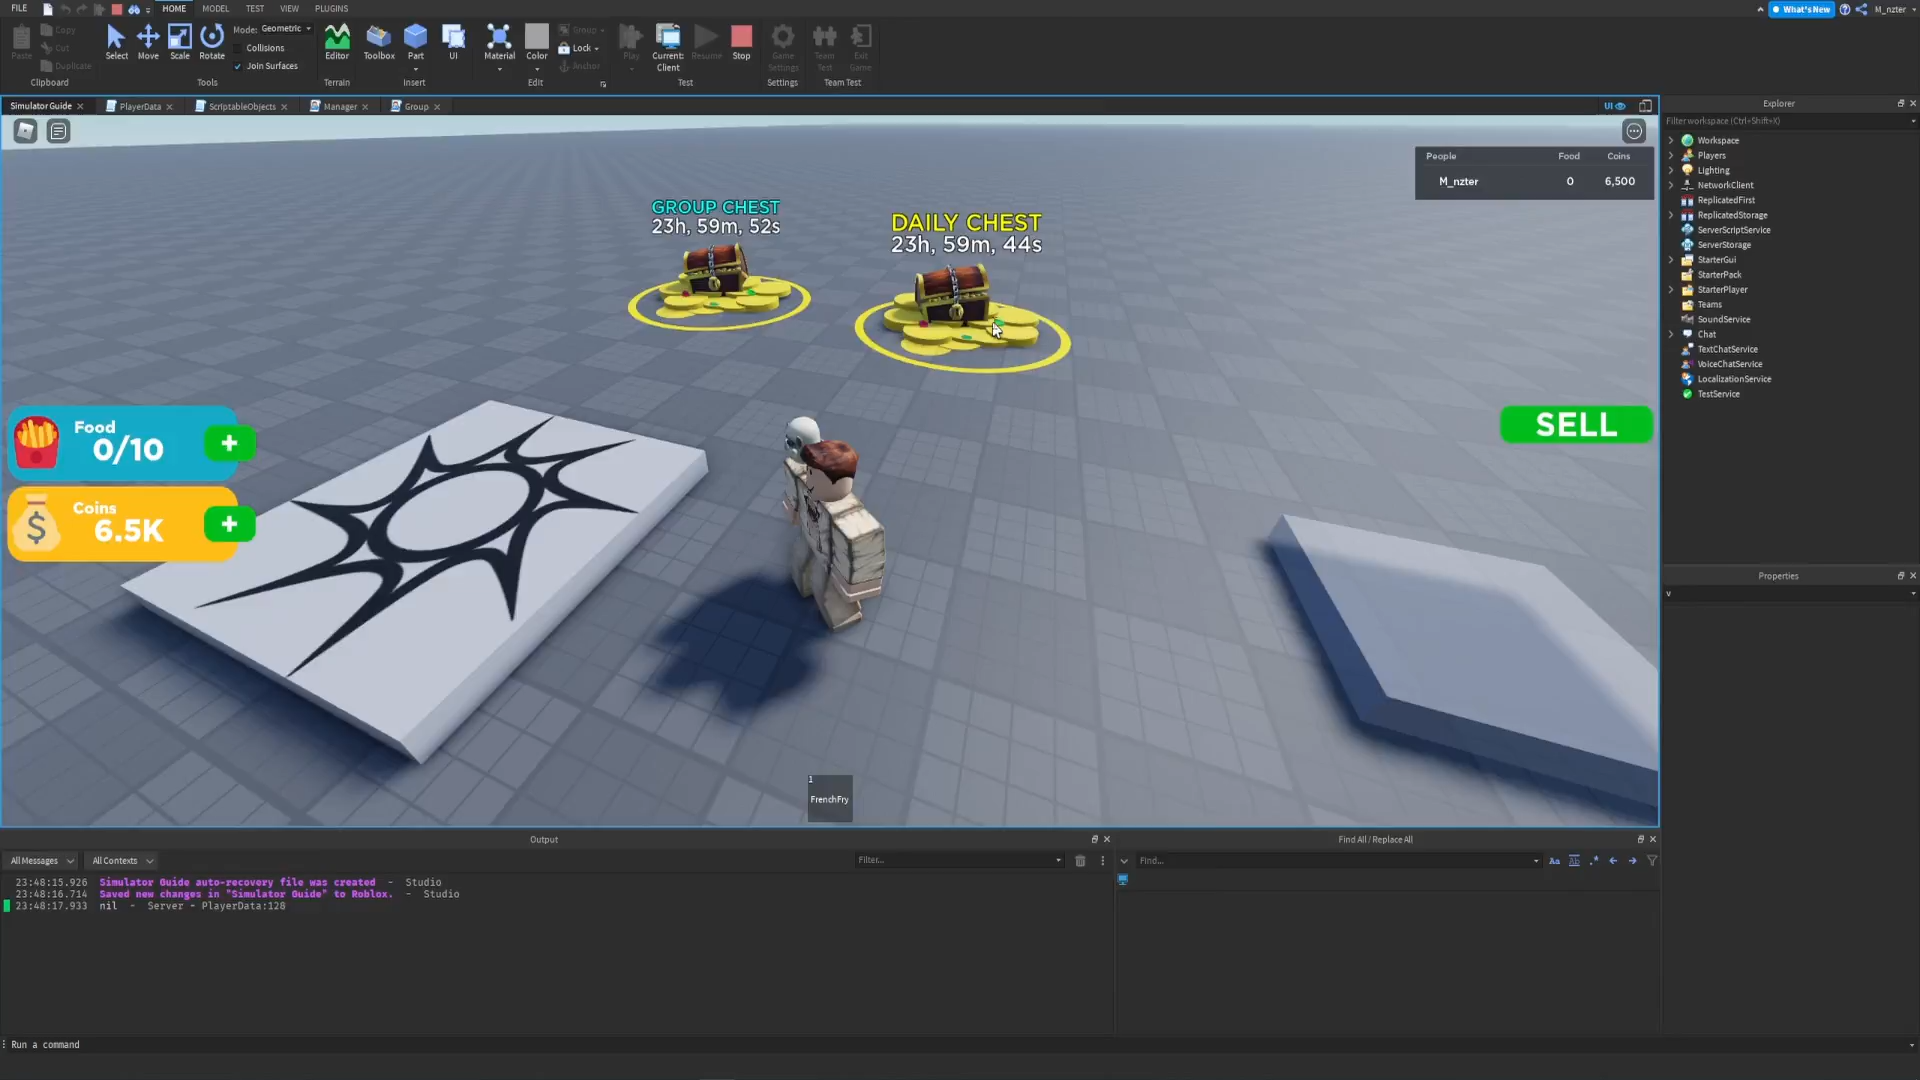 FILE HOME MODEL TEST VIEW PLUGINS What's New M_nzter
Paste Copy Cut Duplicate Clipboard
Select Move Scale Rotate Mode: Geometric Collisions Join Surfaces Tools
Editor Terrain
Toolbox Part UI Insert
Material Color Group Lock Anchor Edit
Play Current: Client Resume Stop Test
Game Settings Settings
Team Test Exit Game Team Test
Simulator Guide PlayerData ScriptableObjects Manager Group UI
People Food Coins
M_nzter 0 6,500
GROUP CHEST
23h, 59m, 52s
DAILY CHEST
23h, 59m, 44s
Food
0/10
+
Coins
6.5K
+
$
SELL
1
FrenchFry
Explorer
Filter workspace (Ctrl+Shift+X)
Workspace
Players
Lighting
NetworkClient
ReplicatedFirst
ReplicatedStorage
ServerScriptService
ServerStorage
StarterGui
StarterPack
StarterPlayer
Teams
SoundService
Chat
TextChatService
VoiceChatService
LocalizationService
TestService
Properties
Output
All Messages All Contexts Filter...
23:48:15.926 Simulator Guide auto-recovery file was created - Studio
23:48:16.714 Saved new changes in "Simulator Guide" to Roblox. - Studio
23:48:17.933 nil - Server - PlayerData:128
Find All / Replace All
Find... Aa Ab .*
Run a command